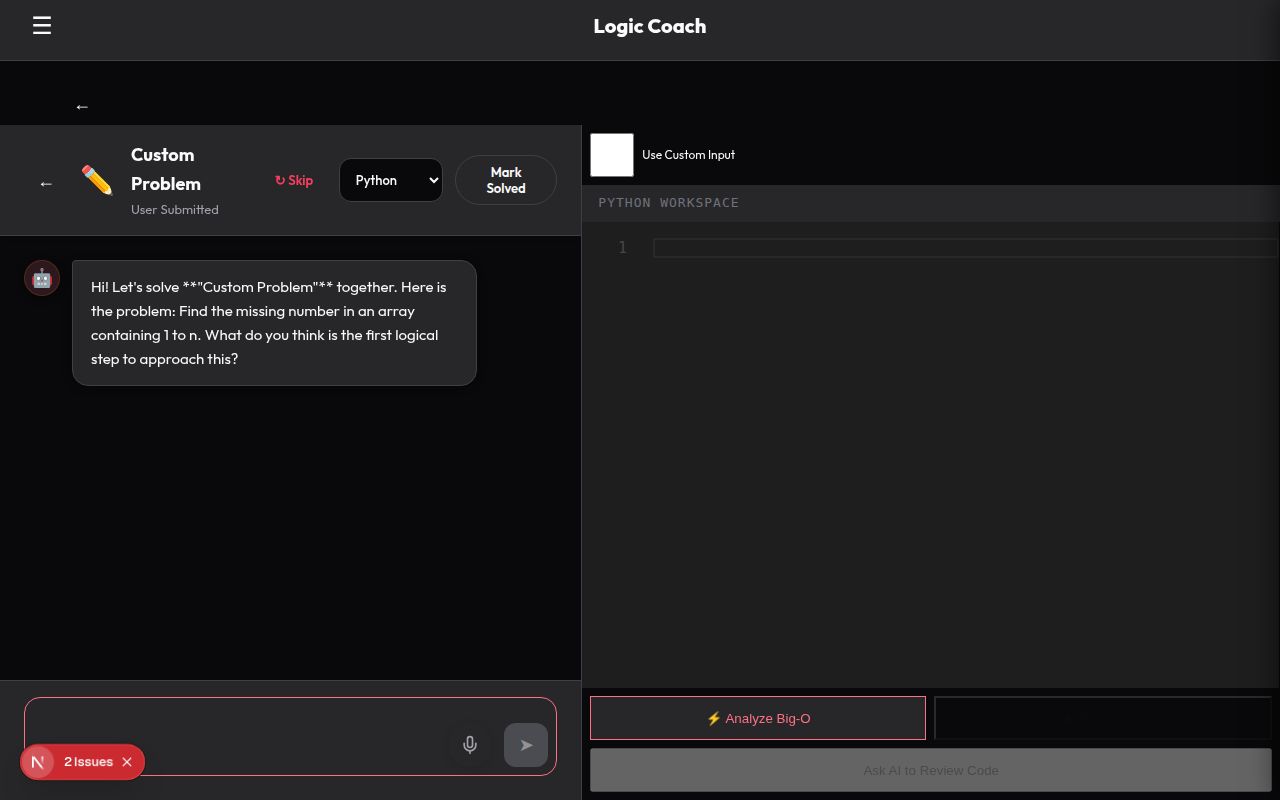 ☰
Logic Coach
←
←
Custom
Problem
User Submitted
↻ Skip
Python
Mark
Solved
Hi! Let's solve **"Custom Problem"** together. Here is
the problem: Find the missing number in an array
containing 1 to n. What do you think is the first logical
step to approach this?
➤
N
2 Issues
Use Custom Input
PYTHON WORKSPACE
1
⚡ Analyze Big-O
Ask AI to Review Code